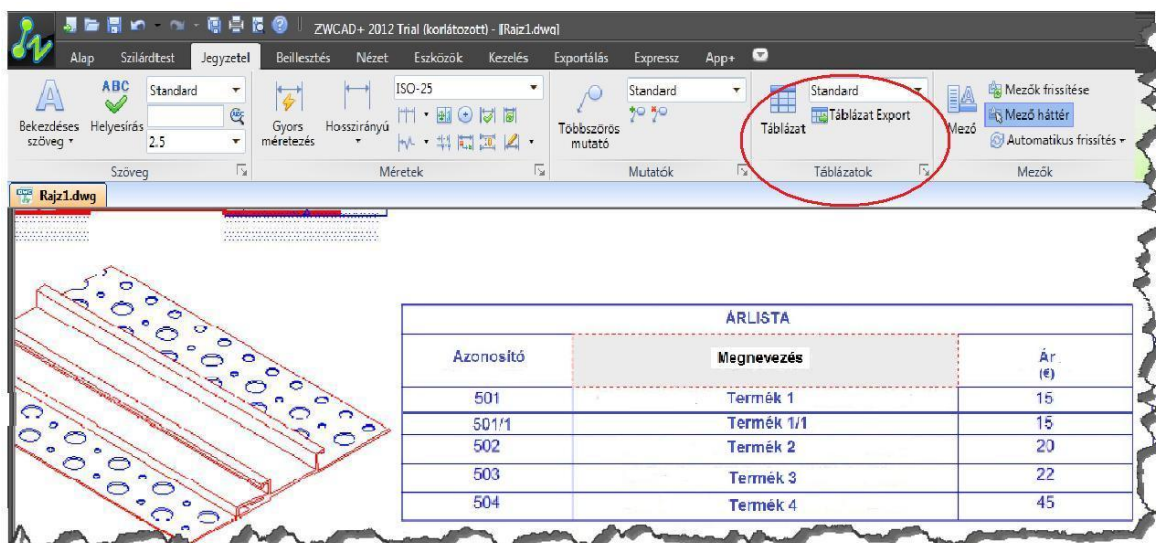 ZWCAD+ 2012 Trial (korlátozott) - [Rajz1.dwg]
Alap Szilárdtest Jegyzetel Beillesztés Nézet Eszközök Kezelés Exportálás Expressz App+
Bekezdéses szöveg
ABC
Helyesírás
Standard
2.5
Szöveg
Gyors méretezés
Hosszirányú
ISO-25
Méretek
Többszörös mutató
Standard
Mutatók
Táblázat
Standard
Táblázat Export
Táblázatok
Mező
Mezők frissítése
Mező háttér
Automatikus frissítés
Mezők
Rajz1.dwg
ÁRLISTA
Azonosító Megnevezés Ár (€)
501 Termék 1 15
501/1 Termék 1/1 15
502 Termék 2 20
503 Termék 3 22
504 Termék 4 45